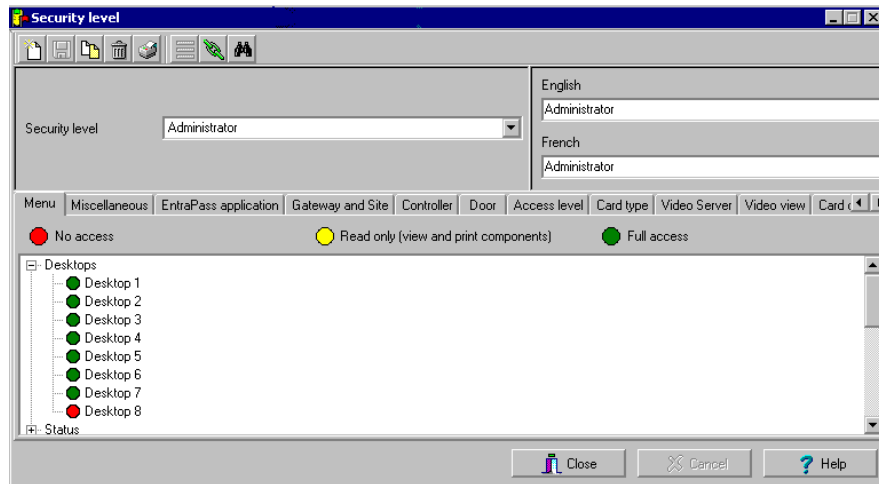 Security level
English
Administrator
Security level
Administrator
French
Administrator
Menu Miscellaneous EntraPass application Gateway and Site Controller Door Access level Card type Video Server Video view Card
No access Read only (view and print components) Full access
Desktops
Desktop 1
Desktop 2
Desktop 3
Desktop 4
Desktop 5
Desktop 6
Desktop 7
Desktop 8
Status
Close Cancel Help